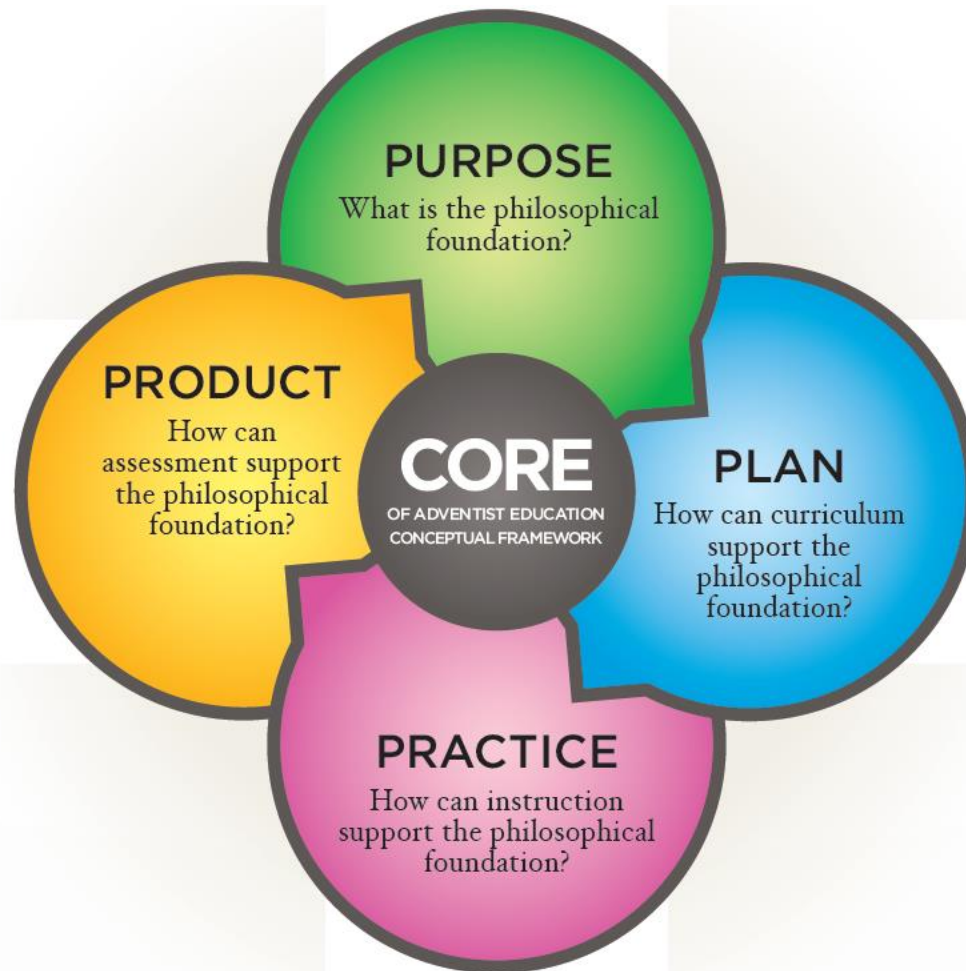 PURPOSE
What is the philosophical
foundation?
PRODUCT
How can
assessment support
the philosophical
foundation?
CORE
OF ADVENTIST EDUCATION
CONCEPTUAL FRAMEWORK
PLAN
How can curriculum
support the
philosophical
foundation?
PRACTICE
How can instruction
support the philosophical
foundation?